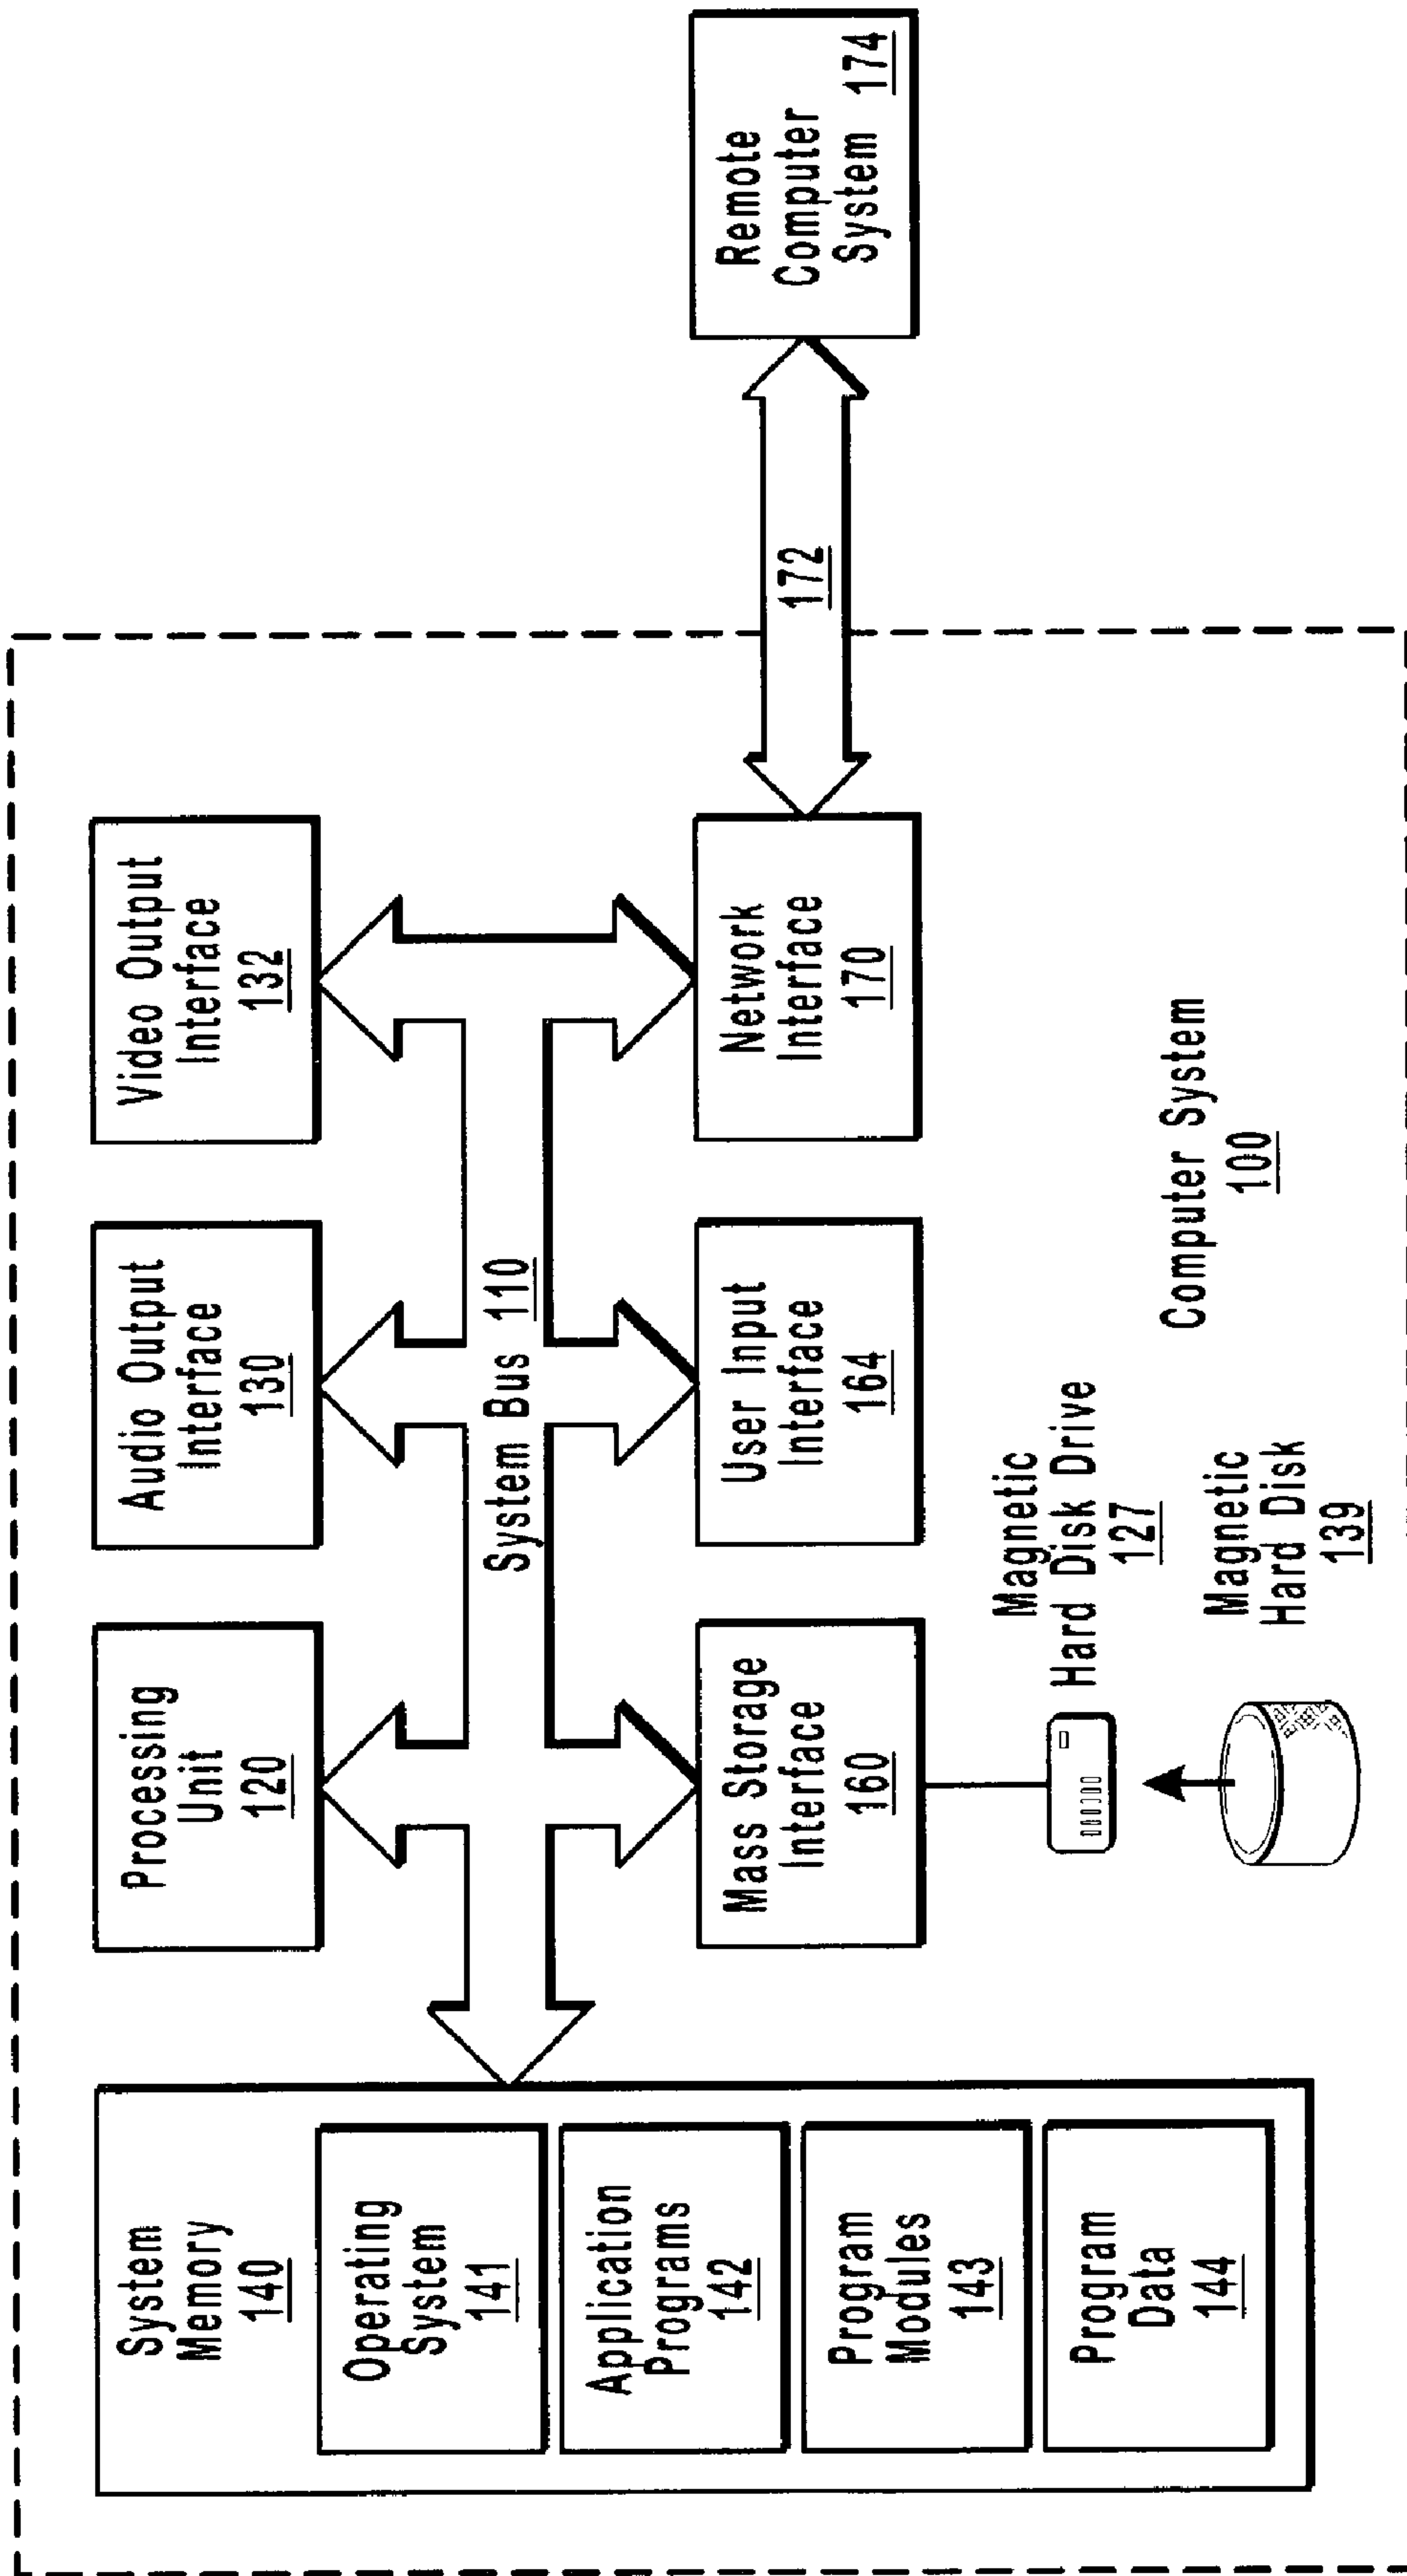 System
Memory
140
Operating
System
141
Application
Programs
142
Program
Modules
143
Program
Data
144
Processing
Unit
120
Audio Output
Interface
130
Video Output
Interface
132
System Bus 110
Mass Storage
Interface
160
User Input
Interface
164
Network
Interface
170
172
Remote
Computer
System 174
Magnetic
Hard Disk Drive
127
Magnetic
Hard Disk
139
Computer System
100